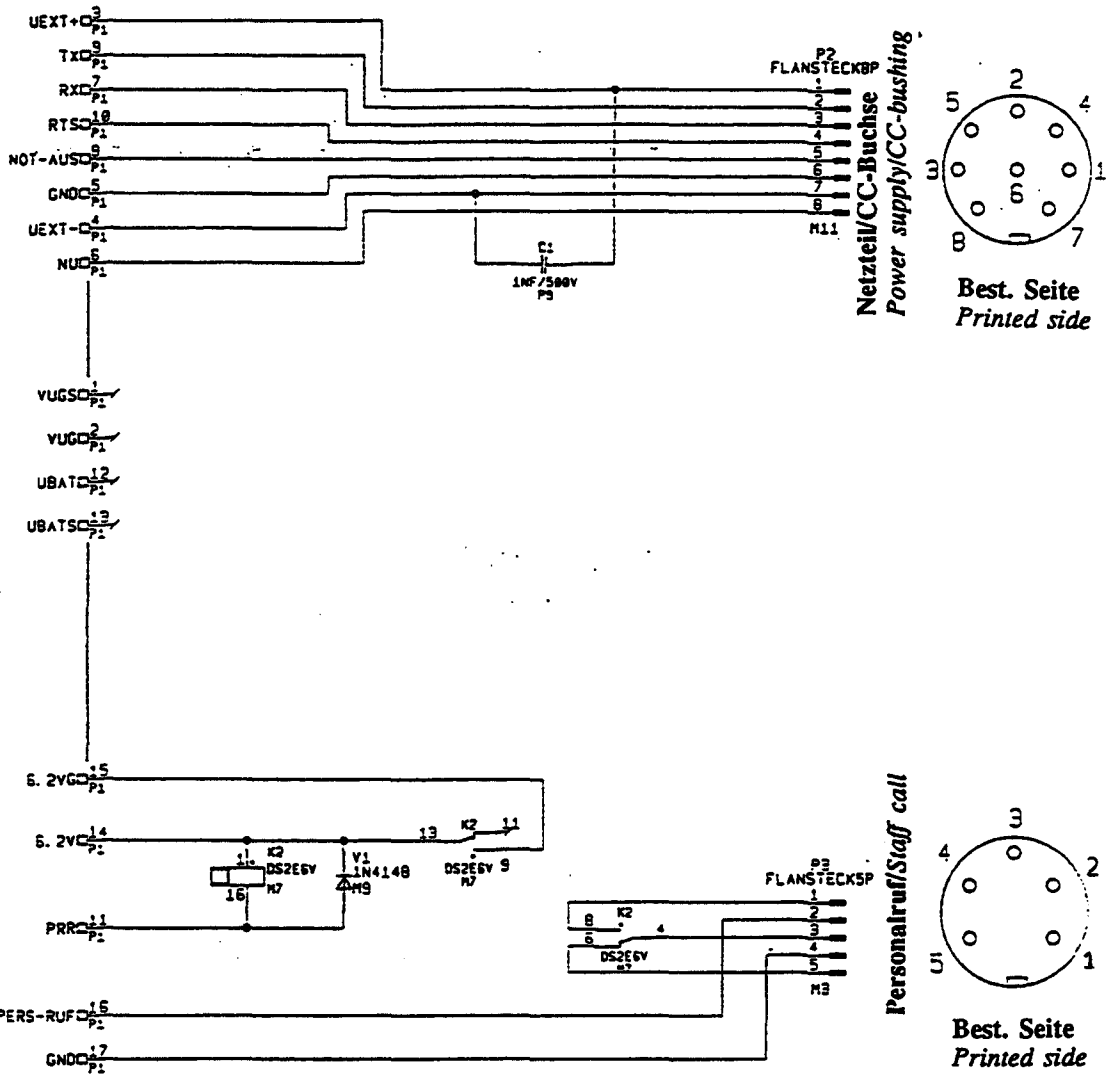 UEXT+ 3 P1
TX 9 P1
RX 7 P1
RTS 10 P1
NOT-AUS 8 P1
GND 5 P1
UEXT- 4 P1
NU 6 P1
C1
1NF/500V
P9
P2
FLANSTECK8P
1
2
3
4
5
6
7
8
M11
Netzteil/CC-Buchse
Power supply/CC-bushing
2
5
4
3
1
6
8
7
Best. Seite
Printed side
VUGS 1 P1
VUG 2 P1
UBAT 12 P1
UBATS 13 P1
6.2VG 15 P1
6.2V 14 P1
1
K2
DS2E6V
M7
16
V1
1N4148
M9
13
K2
11
DS2E6V 9
M7
PRR 11 P1
P3
FLANSTECK5P
1
2
3
4
5
M3
8
K2
6
4
DS2E6V
M7
PERS-RUF 16 P1
GND 17 P1
Personalruf/Staff call
3
4
2
5
1
Best. Seite
Printed side